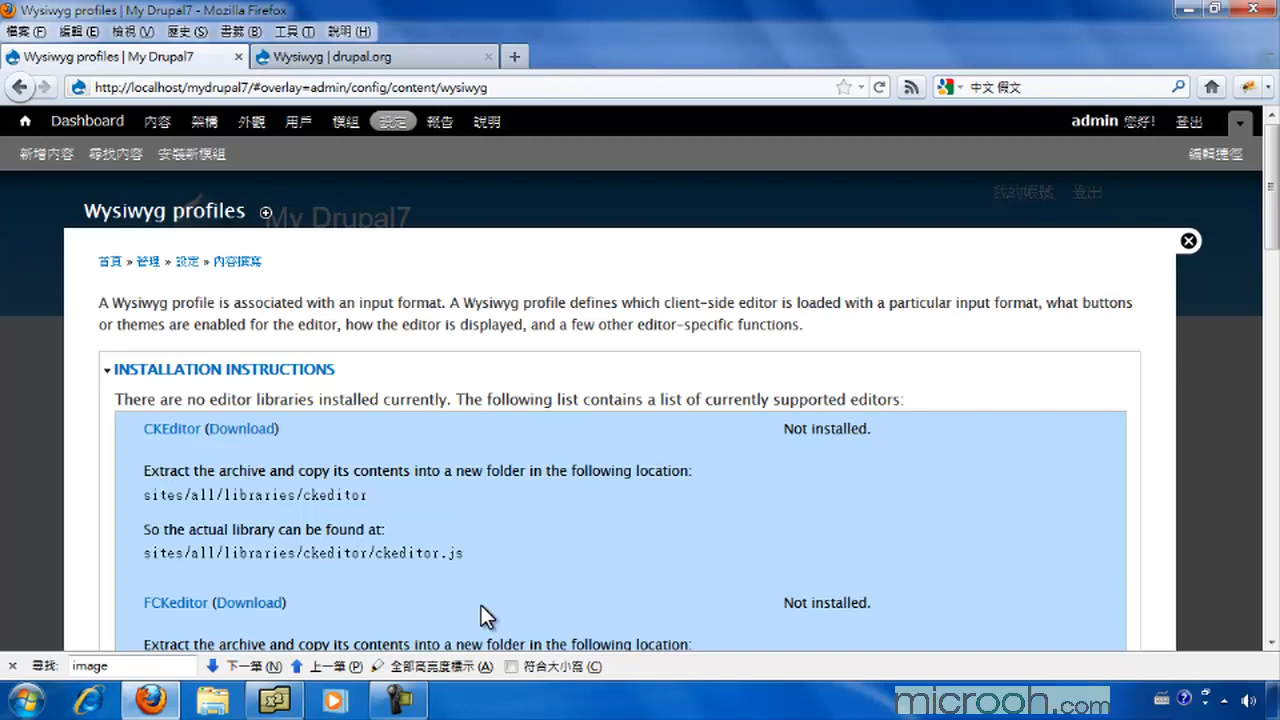 Wysiwyg profiles | My Drupal7 - Mozilla Firefox
檔案(F) 編輯(E) 檢視(V) 歷史(S) 書籤(B) 工具(T) 說明(H)
Wysiwyg profiles | My Drupal7 × Wysiwyg | drupal.org × +
http://localhost/mydrupal7/#overlay=admin/config/content/wysiwyg 中文 假文
Dashboard 內容 架構 外觀 用戶 模組 設定 報告 說明 admin 您好! 登出
新增內容 尋找內容 安裝新模組 編輯捷徑
我的帳號 登出
Wysiwyg profiles My Drupal7
首頁 » 管理 » 設定 » 內容撰寫
A Wysiwyg profile is associated with an input format. A Wysiwyg profile defines which client-side editor is loaded with a particular input format, what buttons
or themes are enabled for the editor, how the editor is displayed, and a few other editor-specific functions.
INSTALLATION INSTRUCTIONS
There are no editor libraries installed currently. The following list contains a list of currently supported editors:
CKEditor (Download) Not installed.
Extract the archive and copy its contents into a new folder in the following location:
sites/all/libraries/ckeditor
So the actual library can be found at:
sites/all/libraries/ckeditor/ckeditor.js
FCKeditor (Download) Not installed.
Extract the archive and copy its contents into a new folder in the following location:
× 尋找: image 下一筆(N) 上一筆(P) 全部高亮度標示(A) 符合大小寫(C)
microoh.com